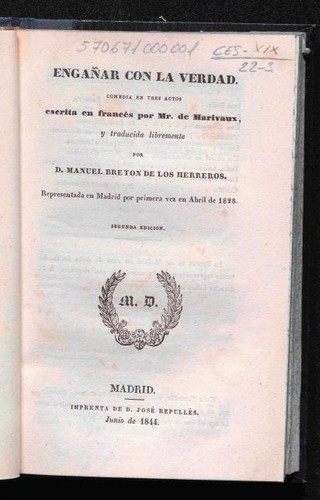 570671000001
CES-XIX
22-3
ENGAÑAR CON LA VERDAD.
COMEDIA EN TRES ACTOS
escrita en francés por Mr. de Marivaux,
y traducida libremente
POR
D. MANUEL BRETON DE LOS HERREROS.
Representada en Madrid por primera vez en Abril de 1828.
SEGUNDA EDICION.
M. D.
MADRID.
IMPRENTA DE D. JOSÉ REPULLÉS.
Junio de 1844.